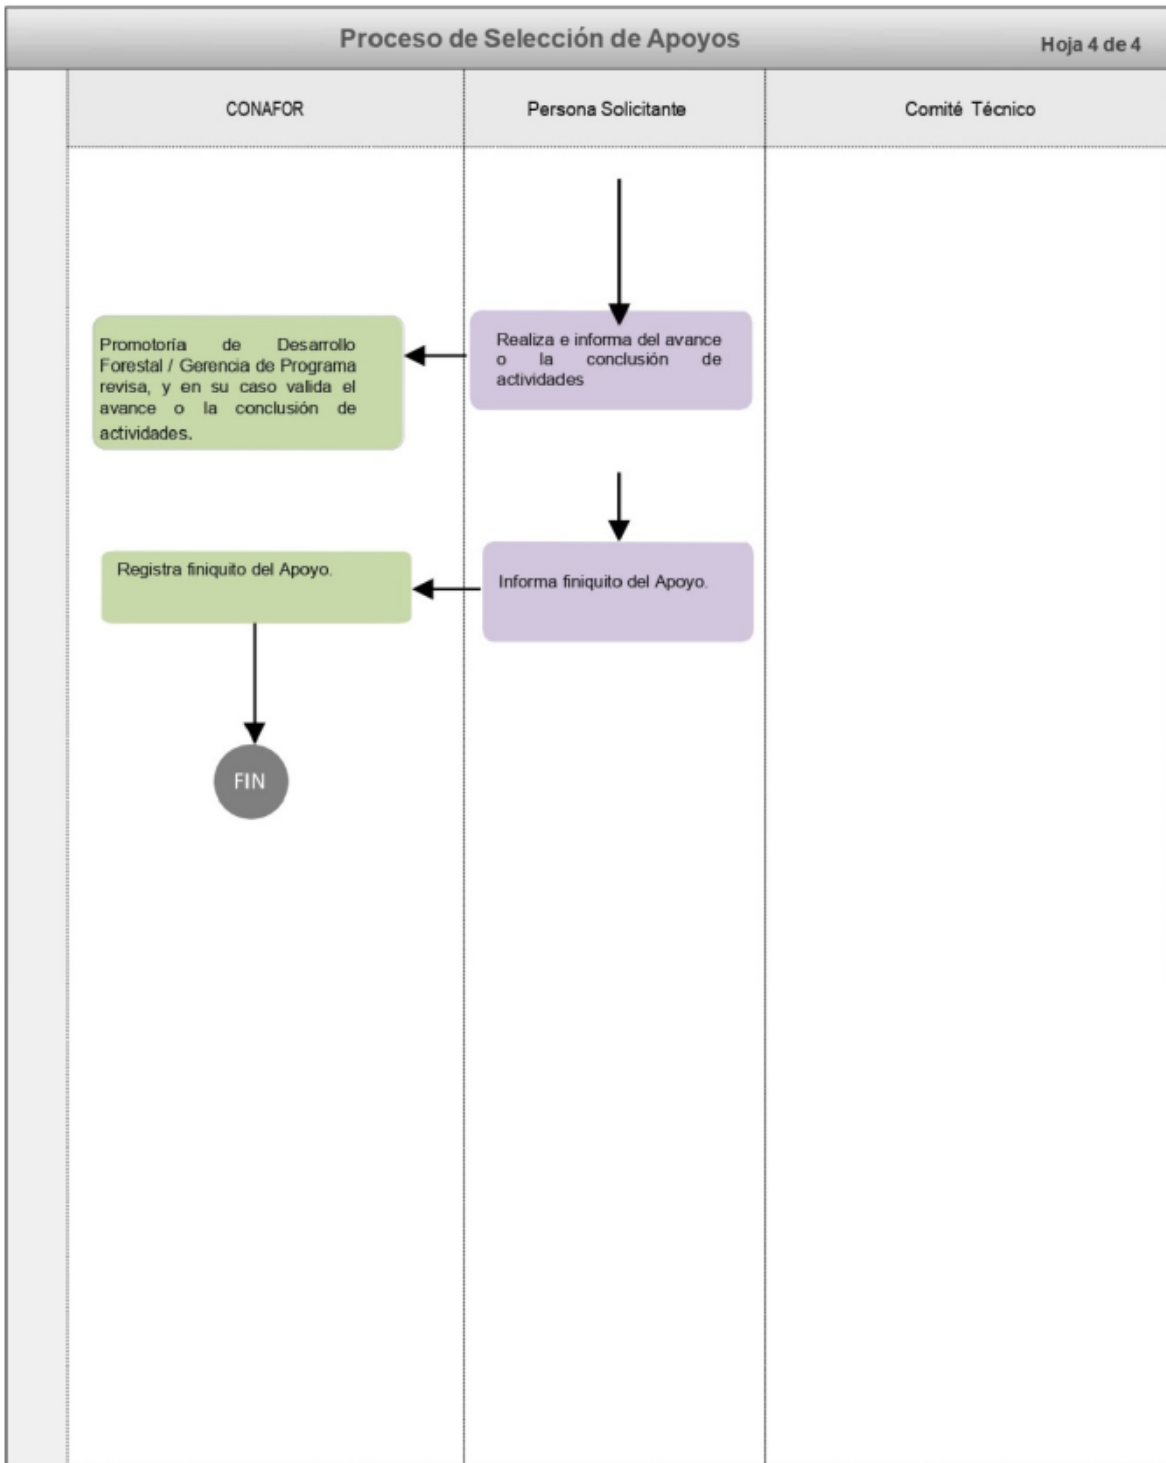 Proceso de Selección de Apoyos
Hoja 4 de 4
CONAFOR
Persona Solicitante
Comité Técnico
Realiza e informa del avance
o la conclusión de
actividades
Promotoría de Desarrollo
Forestal / Gerencia de Programa
revisa, y en su caso valida el
avance o la conclusión de
actividades.
Informa finiquito del Apoyo.
Registra finiquito del Apoyo.
FIN